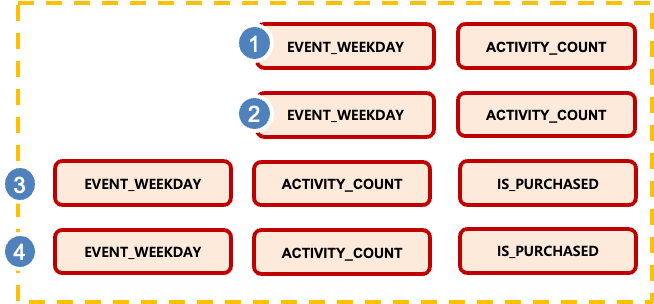 1 EVENT_WEEKDAY ACTIVITY_COUNT
2 EVENT_WEEKDAY ACTIVITY_COUNT
3 EVENT_WEEKDAY ACTIVITY_COUNT IS_PURCHASED
4 EVENT_WEEKDAY ACTIVITY_COUNT IS_PURCHASED